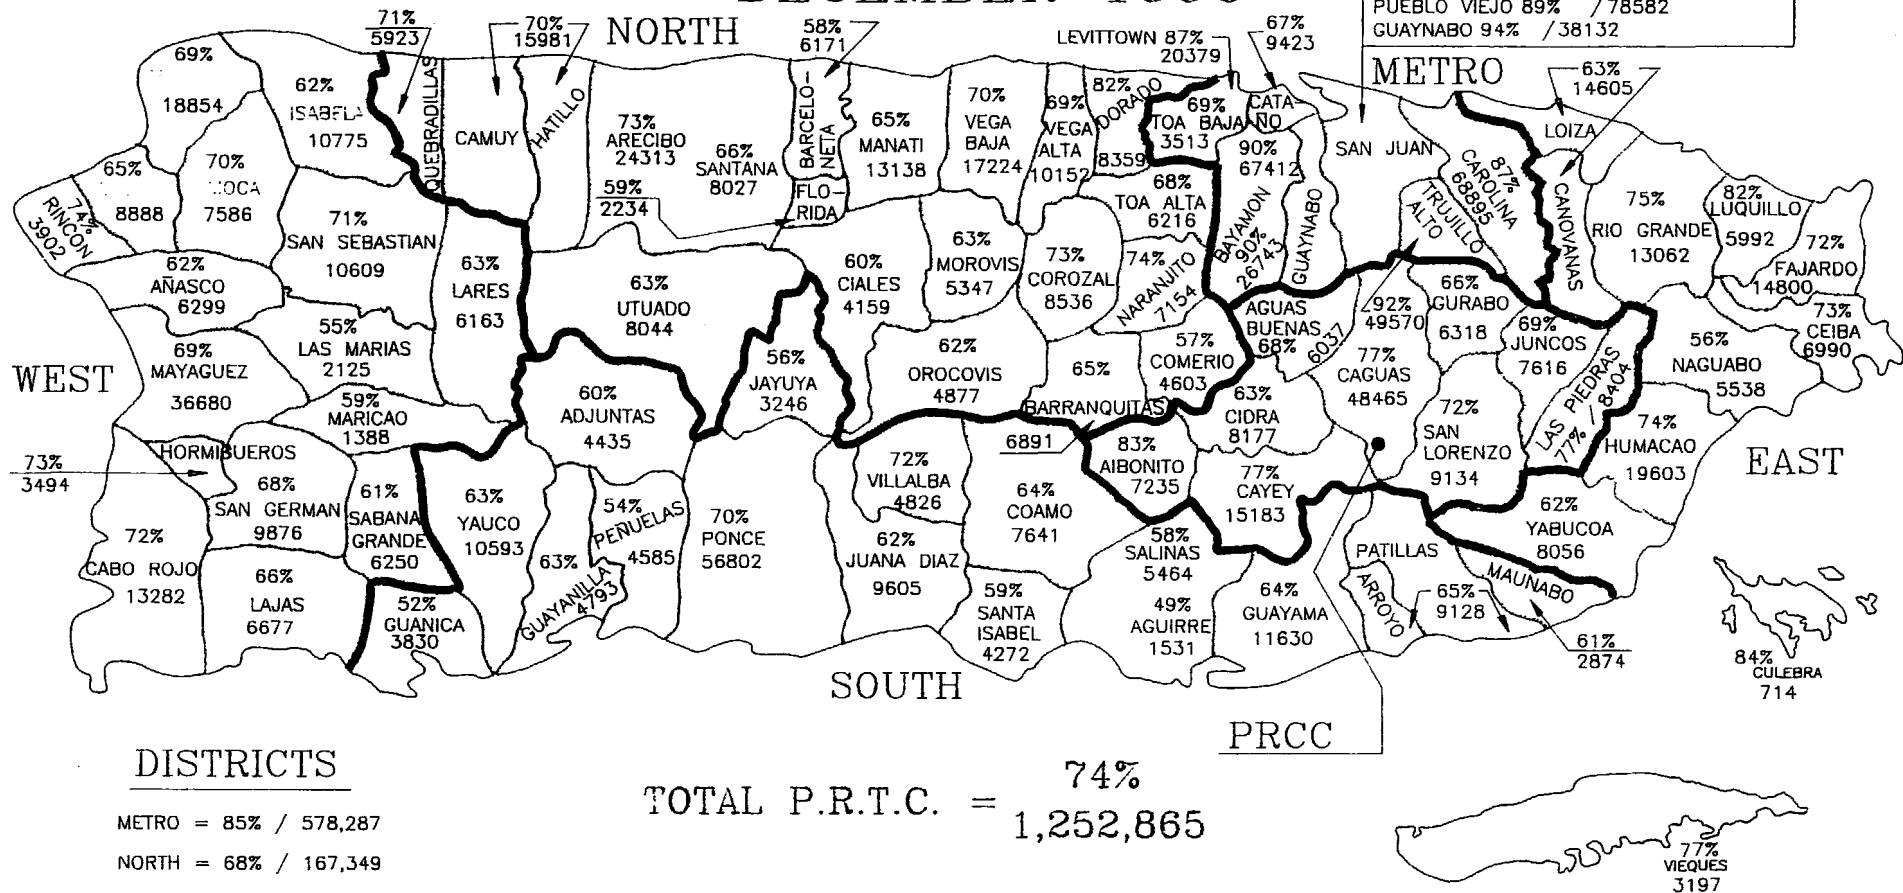 PUEBLO VIEJO 89% / 78582
GUAYNABO 94% / 38132
NORTH
METRO
71%
5923
70%
15981
58%
6171
LEVITTOWN 87%
20379
67%
9423
63%
14605
69%
18854
62%
ISABELA
10775
QUEBRADILLAS
CAMUY
HATILLO
73%
ARECIBO
24313
66%
SANTANA
8027
59%
2234
BARCELO-
NETA
FLO-
RIDA
65%
MANATI
13138
70%
VEGA
BAJA
17224
69%
VEGA
ALTA
10152
82%
DORADO
8359
69%
TOA BAJA
3513
CATA-
ÑO
90%
67412
BAYAMON
90%
26743
GUAYNABO
SAN JUAN
87%
CAROLINA
68895
TRUJILLO
ALTO
LOIZA
CANOVANAS
75%
RIO GRANDE
13062
82%
LUQUILLO
5992
72%
FAJARDO
14800
73%
CEIBA
6990
65%
8888
70%
MOCA
7586
74%
RINCON
3902
71%
SAN SEBASTIAN
10609
62%
AÑASCO
6299
63%
LARES
6163
63%
UTUADO
8044
60%
CIALES
4159
63%
MOROVIS
5347
73%
COROZAL
8536
68%
TOA ALTA
6216
74%
NARANJITO
7154
AGUAS
BUENAS
68%
6037
92%
49570
66%
GURABO
6318
69%
JUNCOS
7616
LAS PIEDRAS
77% / 8404
56%
NAGUABO
5538
WEST
69%
MAYAGUEZ
36680
55%
LAS MARIAS
2125
59%
MARICAO
1388
60%
ADJUNTAS
4435
56%
JAYUYA
3246
62%
OROCOVIS
4877
65%
BARRANQUITAS
6891
57%
COMERIO
4603
63%
CIDRA
8177
77%
CAGUAS
48465
72%
SAN
LORENZO
9134
74%
HUMACAO
19603
EAST
HORMIGUEROS
73%
3494
68%
SAN GERMAN
9876
61%
SABANA
GRANDE
6250
63%
YAUCO
10593
54%
PEÑUELAS
4585
63%
GUAYANILLA
4793
70%
PONCE
56802
72%
VILLALBA
4826
62%
JUANA DIAZ
9605
64%
COAMO
7641
83%
AIBONITO
7235
77%
CAYEY
15183
62%
YABUCOA
8056
72%
CABO ROJO
13282
66%
LAJAS
6677
52%
GUANICA
3830
59%
SANTA
ISABEL
4272
58%
SALINAS
5464
49%
AGUIRRE
1531
64%
GUAYAMA
11630
PATILLAS
ARROYO
65%
9128
MAUNABO
61%
2874
84%
CULEBRA
714
SOUTH
PRCC
DISTRICTS
METRO = 85% / 578,287
NORTH = 68% / 167,349
TOTAL P.R.T.C. = 74%
1,252,865
77%
VIEQUES
3197